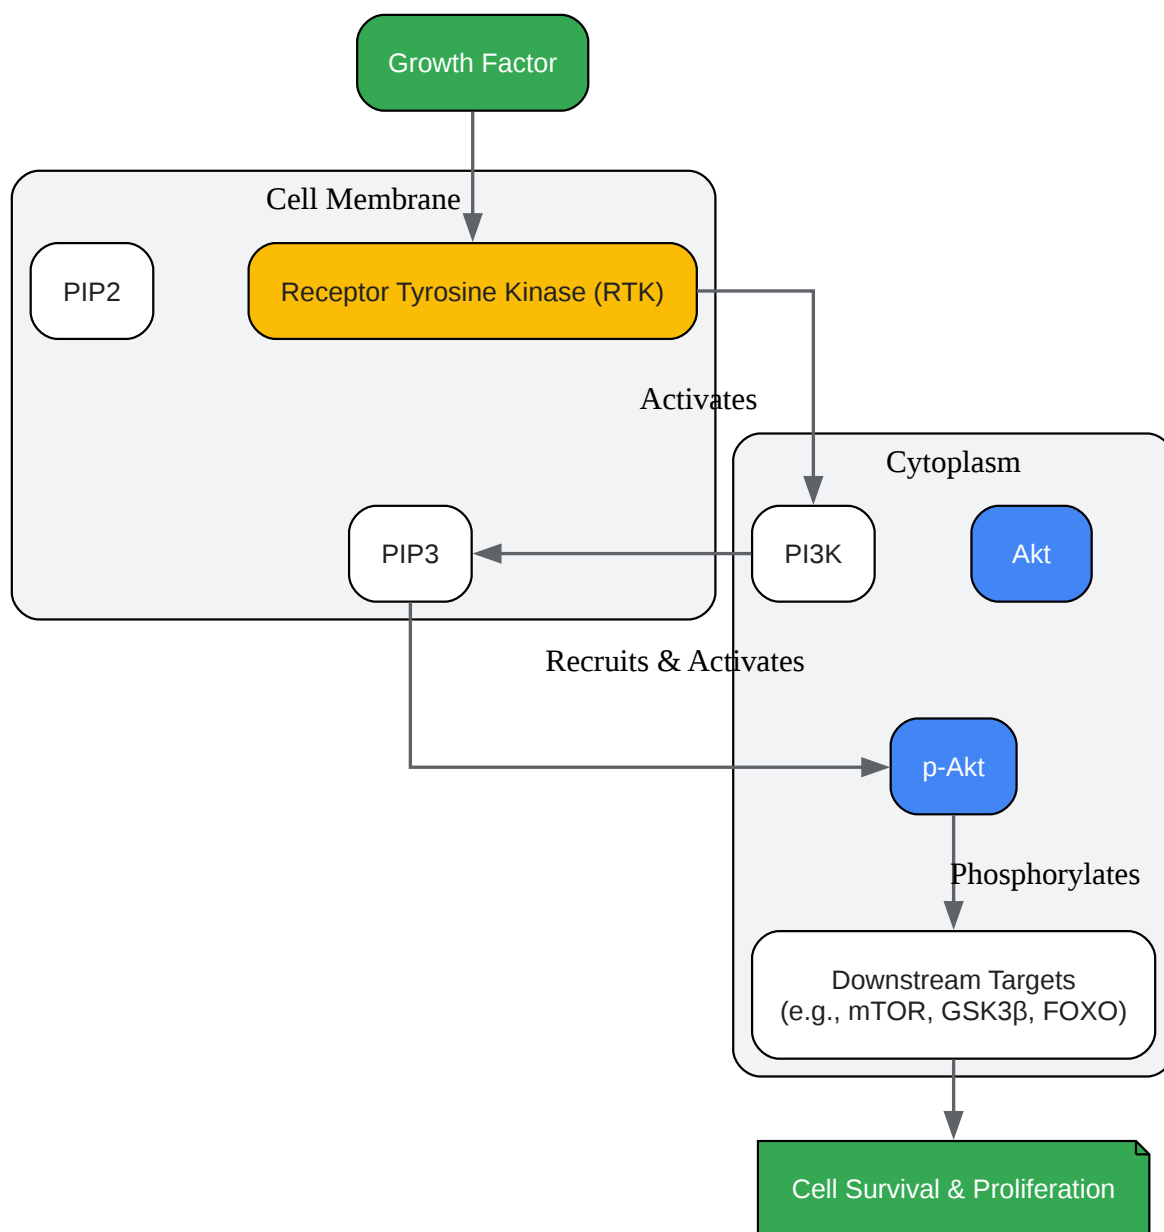 Growth Factor
Cell Membrane
PIP2
Receptor Tyrosine Kinase (RTK)
Activates
Cytoplasm
PIP3
PI3K
Akt
Recruits & Activates
p-Akt
Phosphorylates
Downstream Targets
(e.g., mTOR, GSK3β, FOXO)
Cell Survival & Proliferation